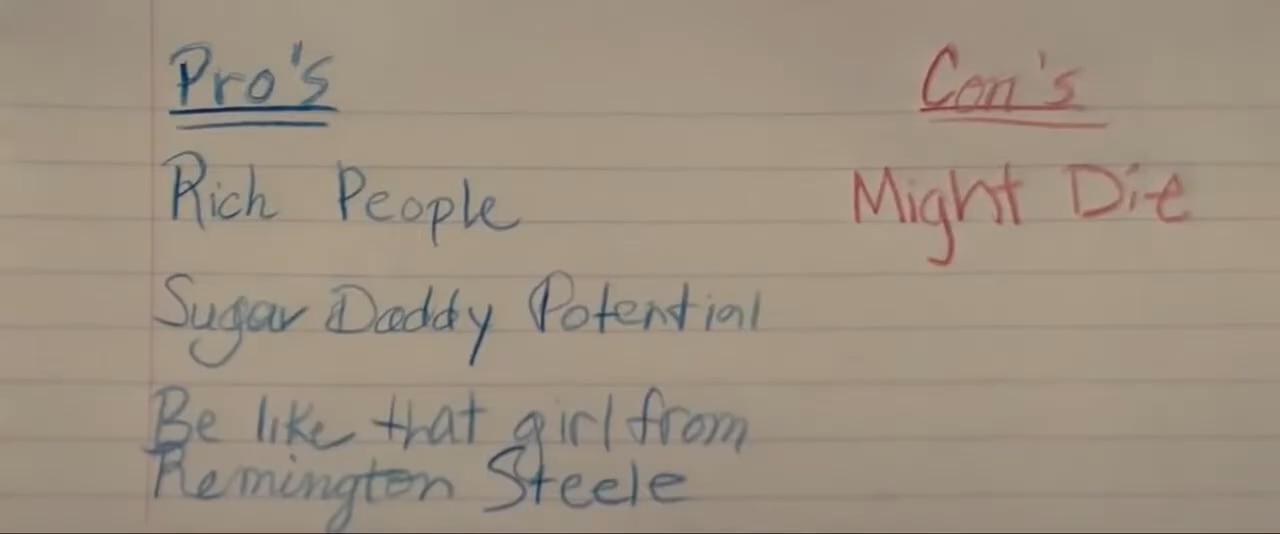 Pro's
Con's
Rich People
Might Die
Sugar Daddy Potential
Be like that girl from
Remington Steele